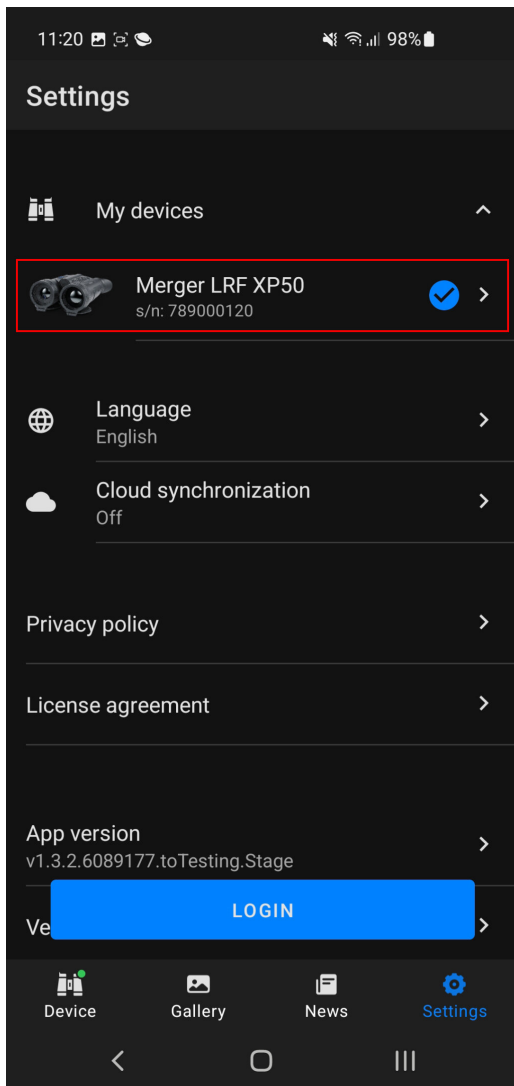 11:20 98%
Settings
My devices
Merger LRF XP50
s/n: 789000120
Language
English
Cloud synchronization
Off
Privacy policy
License agreement
App version
v1.3.2.6089177.toTesting.Stage
LOGIN
Ve
Device Gallery News Settings